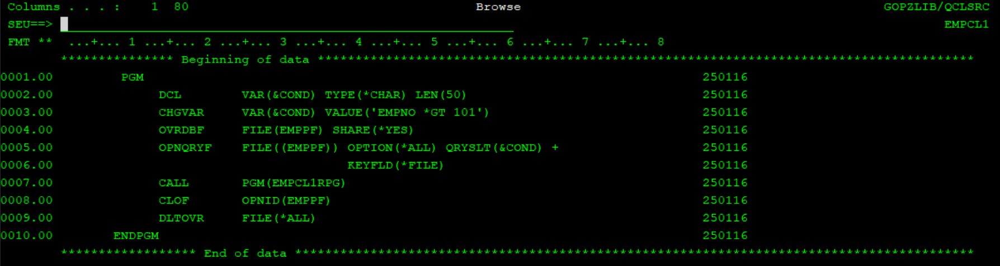 Columns . . . :    1  80                                      Browse                                                GOPZLIB/QCLSRC
SEU==>                                                                                                                      EMPCL1
FMT **  ...+... 1 ...+... 2 ...+... 3 ...+... 4 ...+... 5 ...+... 6 ...+... 7 ...+... 8
*************** Beginning of data ***************************************************************************************
0001.00         PGM                                                                          250116
0002.00              DCL        VAR(&COND) TYPE(*CHAR) LEN(50)                               250116
0003.00              CHGVAR     VAR(&COND) VALUE('EMPNO *GT 101')                            250116
0004.00              OVRDBF     FILE(EMPPF) SHARE(*YES)                                      250116
0005.00              OPNQRYF    FILE((EMPPF)) OPTION(*ALL) QRYSLT(&COND) +                   250116
0006.00                                       KEYFLD(*FILE)                                  250116
0007.00              CALL       PGM(EMPCL1RPG)                                               250116
0008.00              CLOF       OPNID(EMPPF)                                                 250116
0009.00              DLTOVR     FILE(*ALL)                                                   250116
0010.00        ENDPGM                                                                        250116
****************** End of data ******************************************************************************************